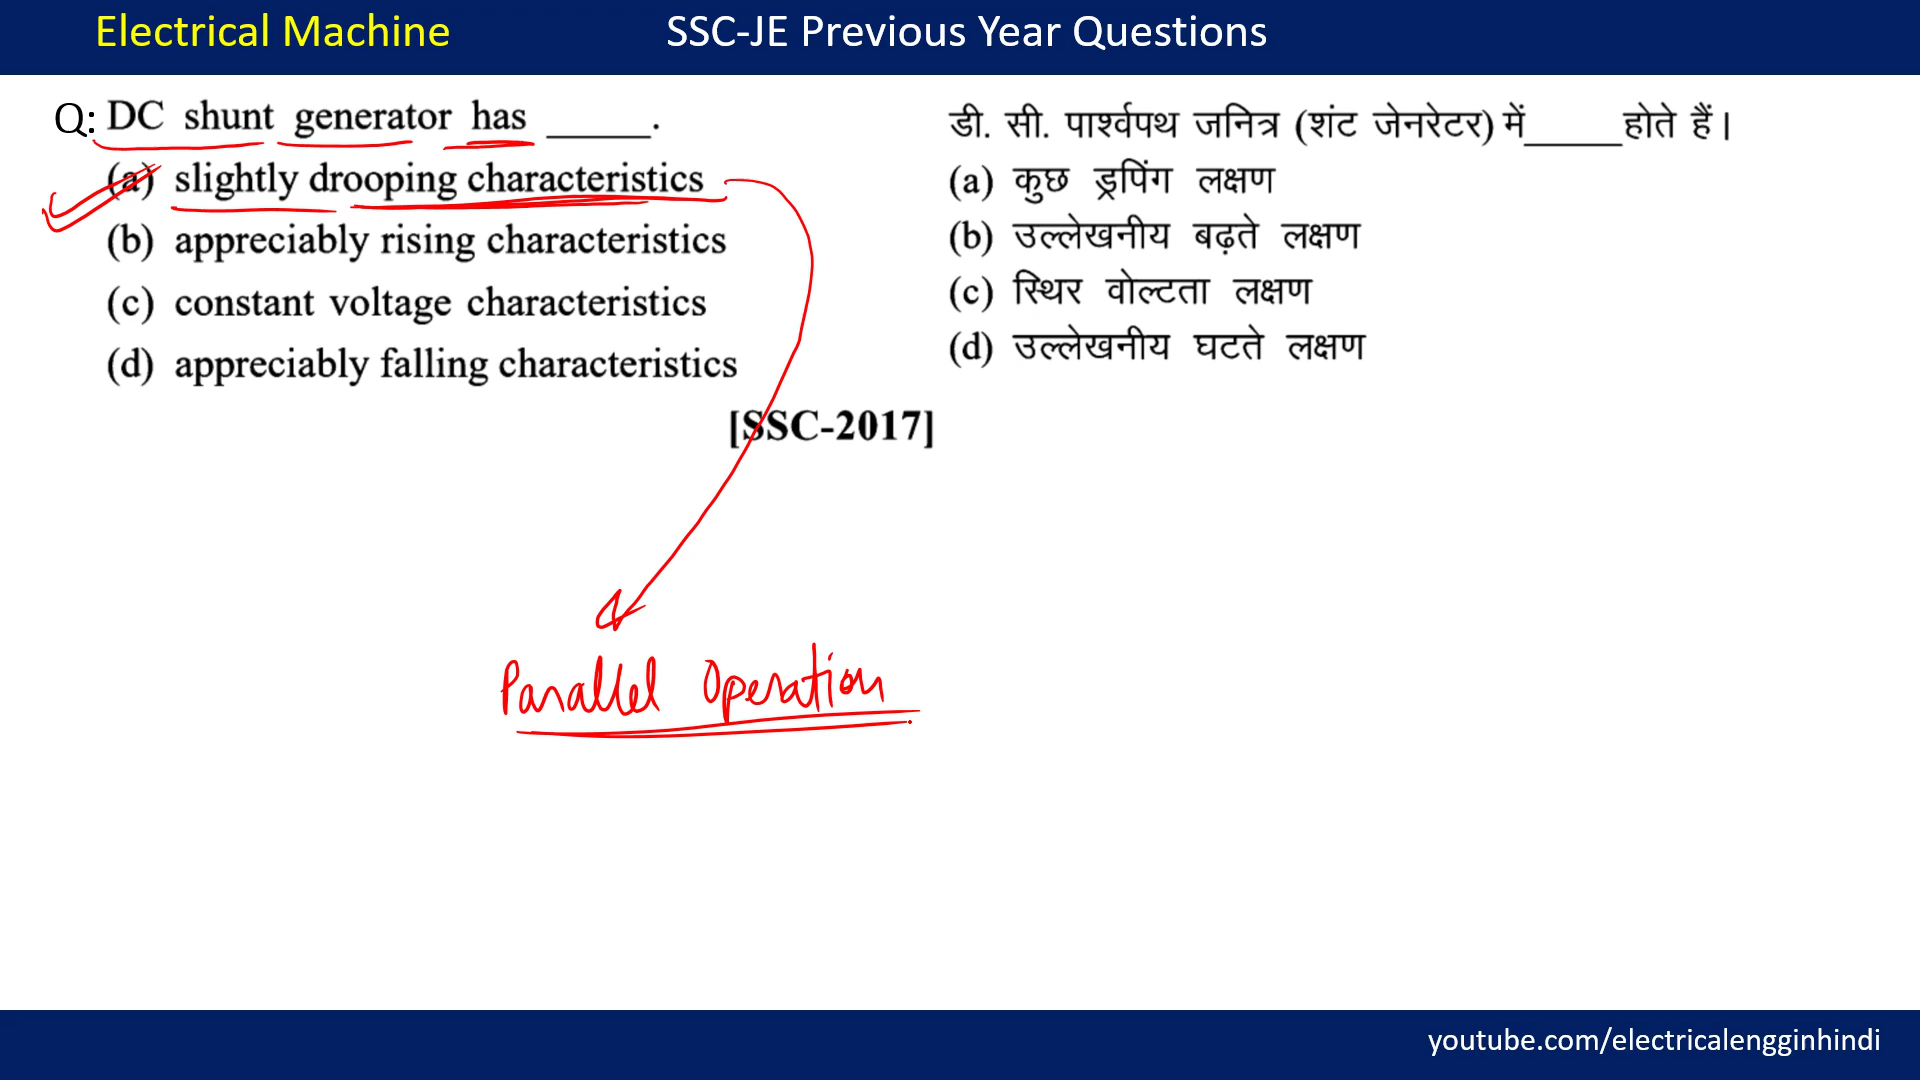 Electrical Machine
SSC-JE Previous Year Questions
Q: DC shunt generator has _____.
(a) slightly drooping characteristics
(b) appreciably rising characteristics
(c) constant voltage characteristics
(d) appreciably falling characteristics
[SSC-2017]
डी. सी. पार्श्वपथ जनित्र (शंट जेनरेटर) में_____होते हैं।
(a) कुछ ड्रपिंग लक्षण
(b) उल्लेखनीय बढ़ते लक्षण
(c) स्थिर वोल्टता लक्षण
(d) उल्लेखनीय घटते लक्षण
Parallel Operation
youtube.com/electricalengginhindi